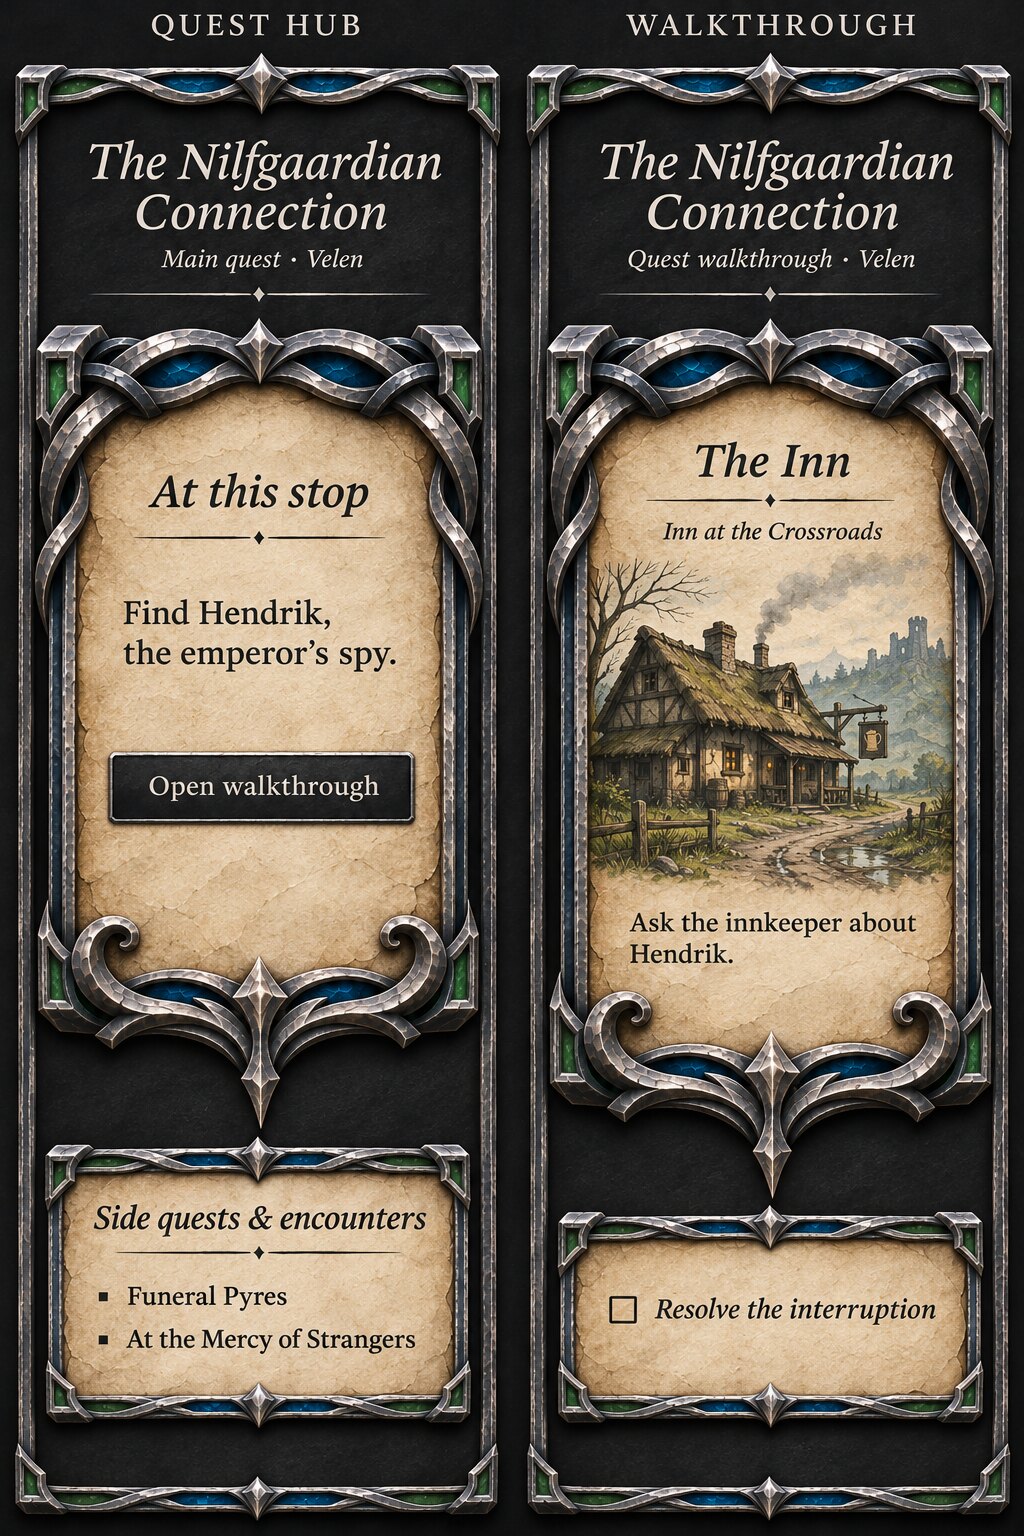 QUEST HUB
The Nilfgaardian
Connection
Main quest · Velen
At this stop
Find Hendrik,
the emperor’s spy.
Open walkthrough
Side quests & encounters
▪ Funeral Pyres
▪ At the Mercy of Strangers
WALKTHROUGH
The Nilfgaardian
Connection
Quest walkthrough · Velen
The Inn
Inn at the Crossroads
Ask the innkeeper about
Hendrik.
Resolve the interruption